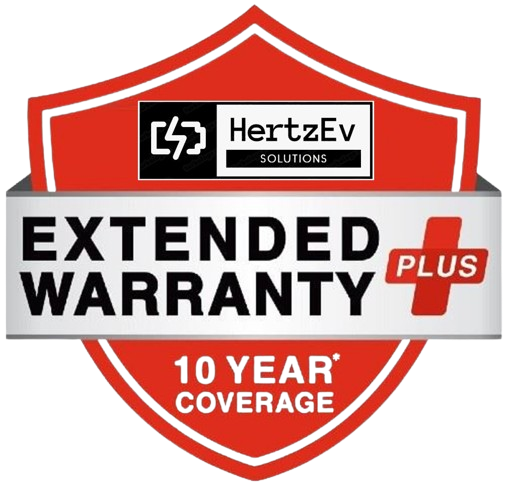 HertzEv
SOLUTIONS
EXTENDED
WARRANTY
PLUS
10 YEAR*
COVERAGE